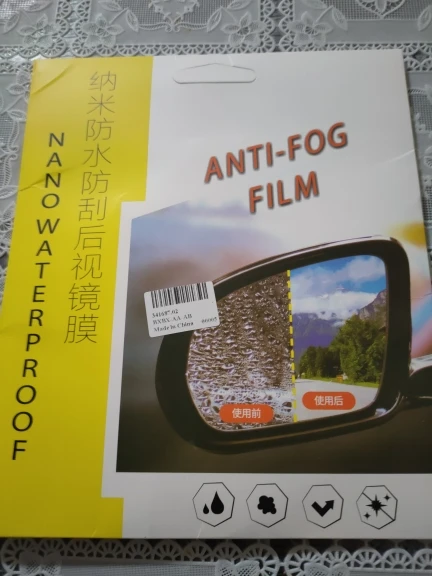 纳米防水防刮后视镜膜
NANO WATERPROOF
ANTI-FOG
FILM
Made in China
使用前
使用后